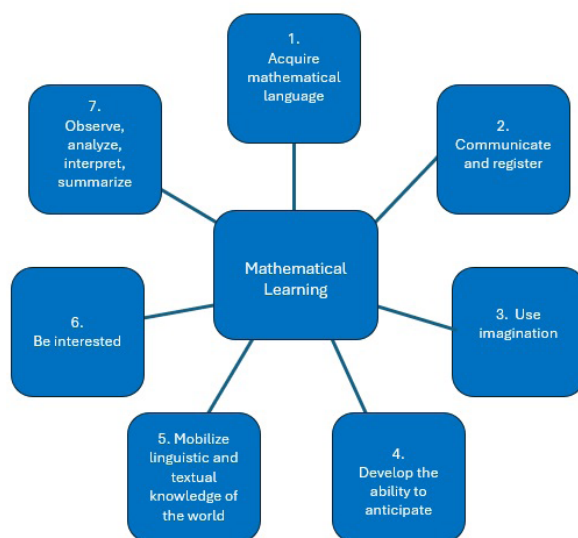 1.
Acquire
mathematical
language
2.
Communicate
and register
3. Use
imagination
4.
Develop the
ability to
anticipate
5. Mobilize
linguistic and
textual
knowledge of
the world
6.
Be interested
7.
Observe,
analyze,
interpret,
summarize
Mathematical
Learning